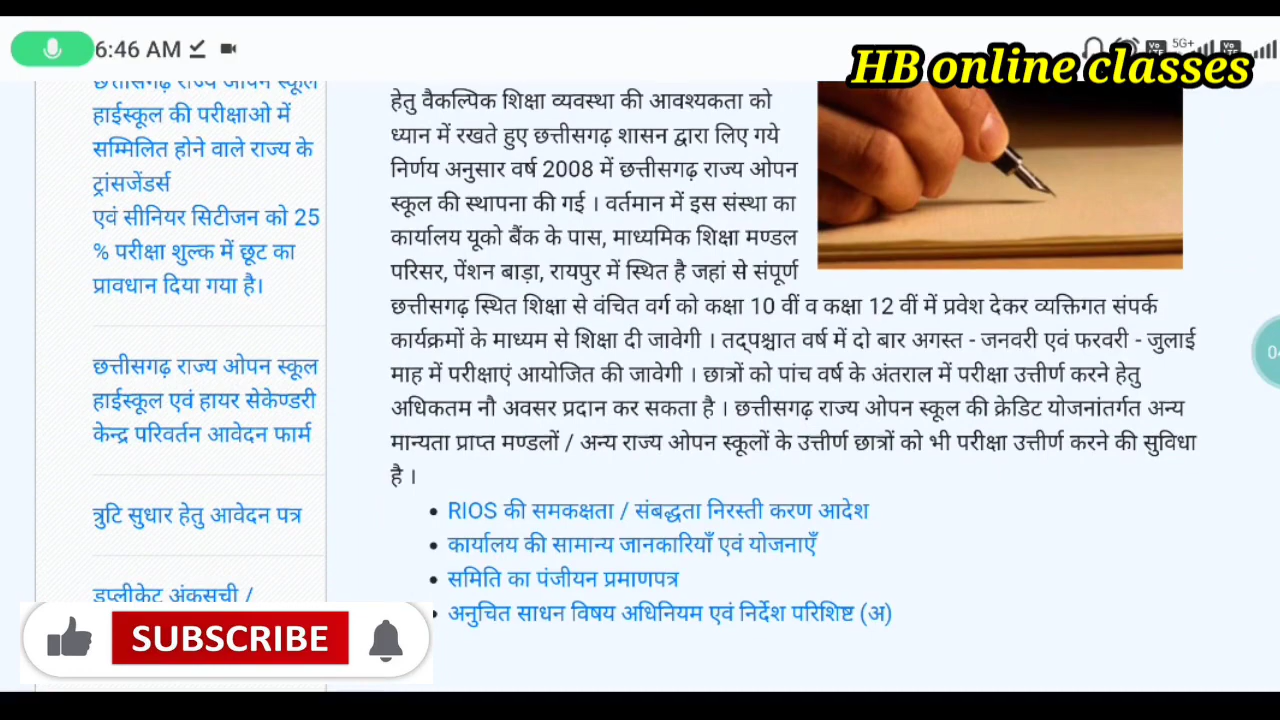 6:46 AM
5G+
HB online classes
छत्तीसगढ़ राज्य ओपन स्कूल
हाईस्कूल की परीक्षाओ में
सम्मिलित होने वाले राज्य के
ट्रांसजेंडर्स
एवं सीनियर सिटीजन को 25
% परीक्षा शुल्क में छूट का
प्रावधान दिया गया है।
छत्तीसगढ़ राज्य ओपन स्कूल
हाईस्कूल एवं हायर सेकेण्डरी
केन्द्र परिवर्तन आवेदन फार्म
त्रुटि सुधार हेतु आवेदन पत्र
डुप्लीकेट अंकसूची /
हेतु वैकल्पिक शिक्षा व्यवस्था की आवश्यकता को
ध्यान में रखते हुए छत्तीसगढ़ शासन द्वारा लिए गये
निर्णय अनुसार वर्ष 2008 में छत्तीसगढ़ राज्य ओपन
स्कूल की स्थापना की गई । वर्तमान में इस संस्था का
कार्यालय यूको बैंक के पास, माध्यमिक शिक्षा मण्डल
परिसर, पेंशन बाड़ा, रायपुर में स्थित है जहां से संपूर्ण
छत्तीसगढ़ स्थित शिक्षा से वंचित वर्ग को कक्षा 10 वीं व कक्षा 12 वीं में प्रवेश देकर व्यक्तिगत संपर्क
कार्यक्रमों के माध्यम से शिक्षा दी जावेगी । तद्पश्चात वर्ष में दो बार अगस्त - जनवरी एवं फरवरी - जुलाई
माह में परीक्षाएं आयोजित की जावेगी । छात्रों को पांच वर्ष के अंतराल में परीक्षा उत्तीर्ण करने हेतु
अधिकतम नौ अवसर प्रदान कर सकता है । छत्तीसगढ़ राज्य ओपन स्कूल की क्रेडिट योजनांतर्गत अन्य
मान्यता प्राप्त मण्डलों / अन्य राज्य ओपन स्कूलों के उत्तीर्ण छात्रों को भी परीक्षा उत्तीर्ण करने की सुविधा
है ।
RIOS की समकक्षता / संबद्धता निरस्ती करण आदेश
कार्यालय की सामान्य जानकारियाँ एवं योजनाएँ
समिति का पंजीयन प्रमाणपत्र
अनुचित साधन विषय अधिनियम एवं निर्देश परिशिष्ट (अ)
SUBSCRIBE